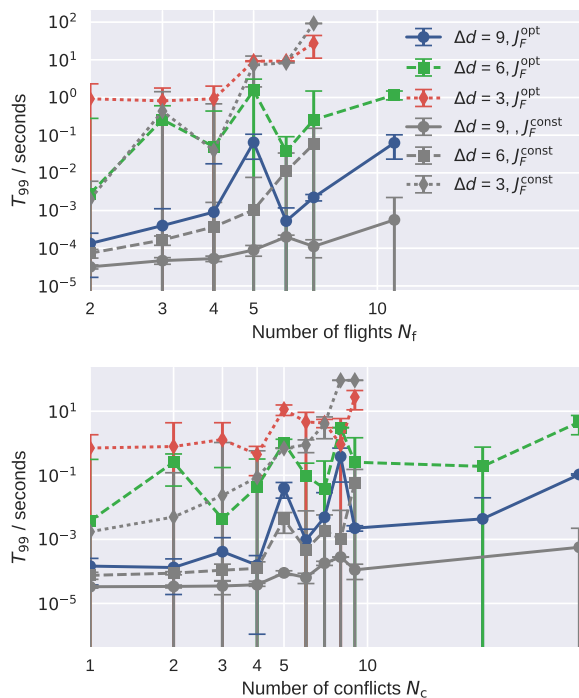 10²
10¹
10⁰
10⁻¹
10⁻²
10⁻³
10⁻⁴
10⁻⁵
T₉₉ / seconds
Δd = 9, J_F^opt
Δd = 6, J_F^opt
Δd = 3, J_F^opt
Δd = 9, , J_F^const
Δd = 6, J_F^const
Δd = 3, J_F^const
2 3 4 5 10
Number of flights N_f
10¹
10⁻¹
10⁻³
10⁻⁵
T₉₉ / seconds
1 2 3 4 5 10
Number of conflicts N_c